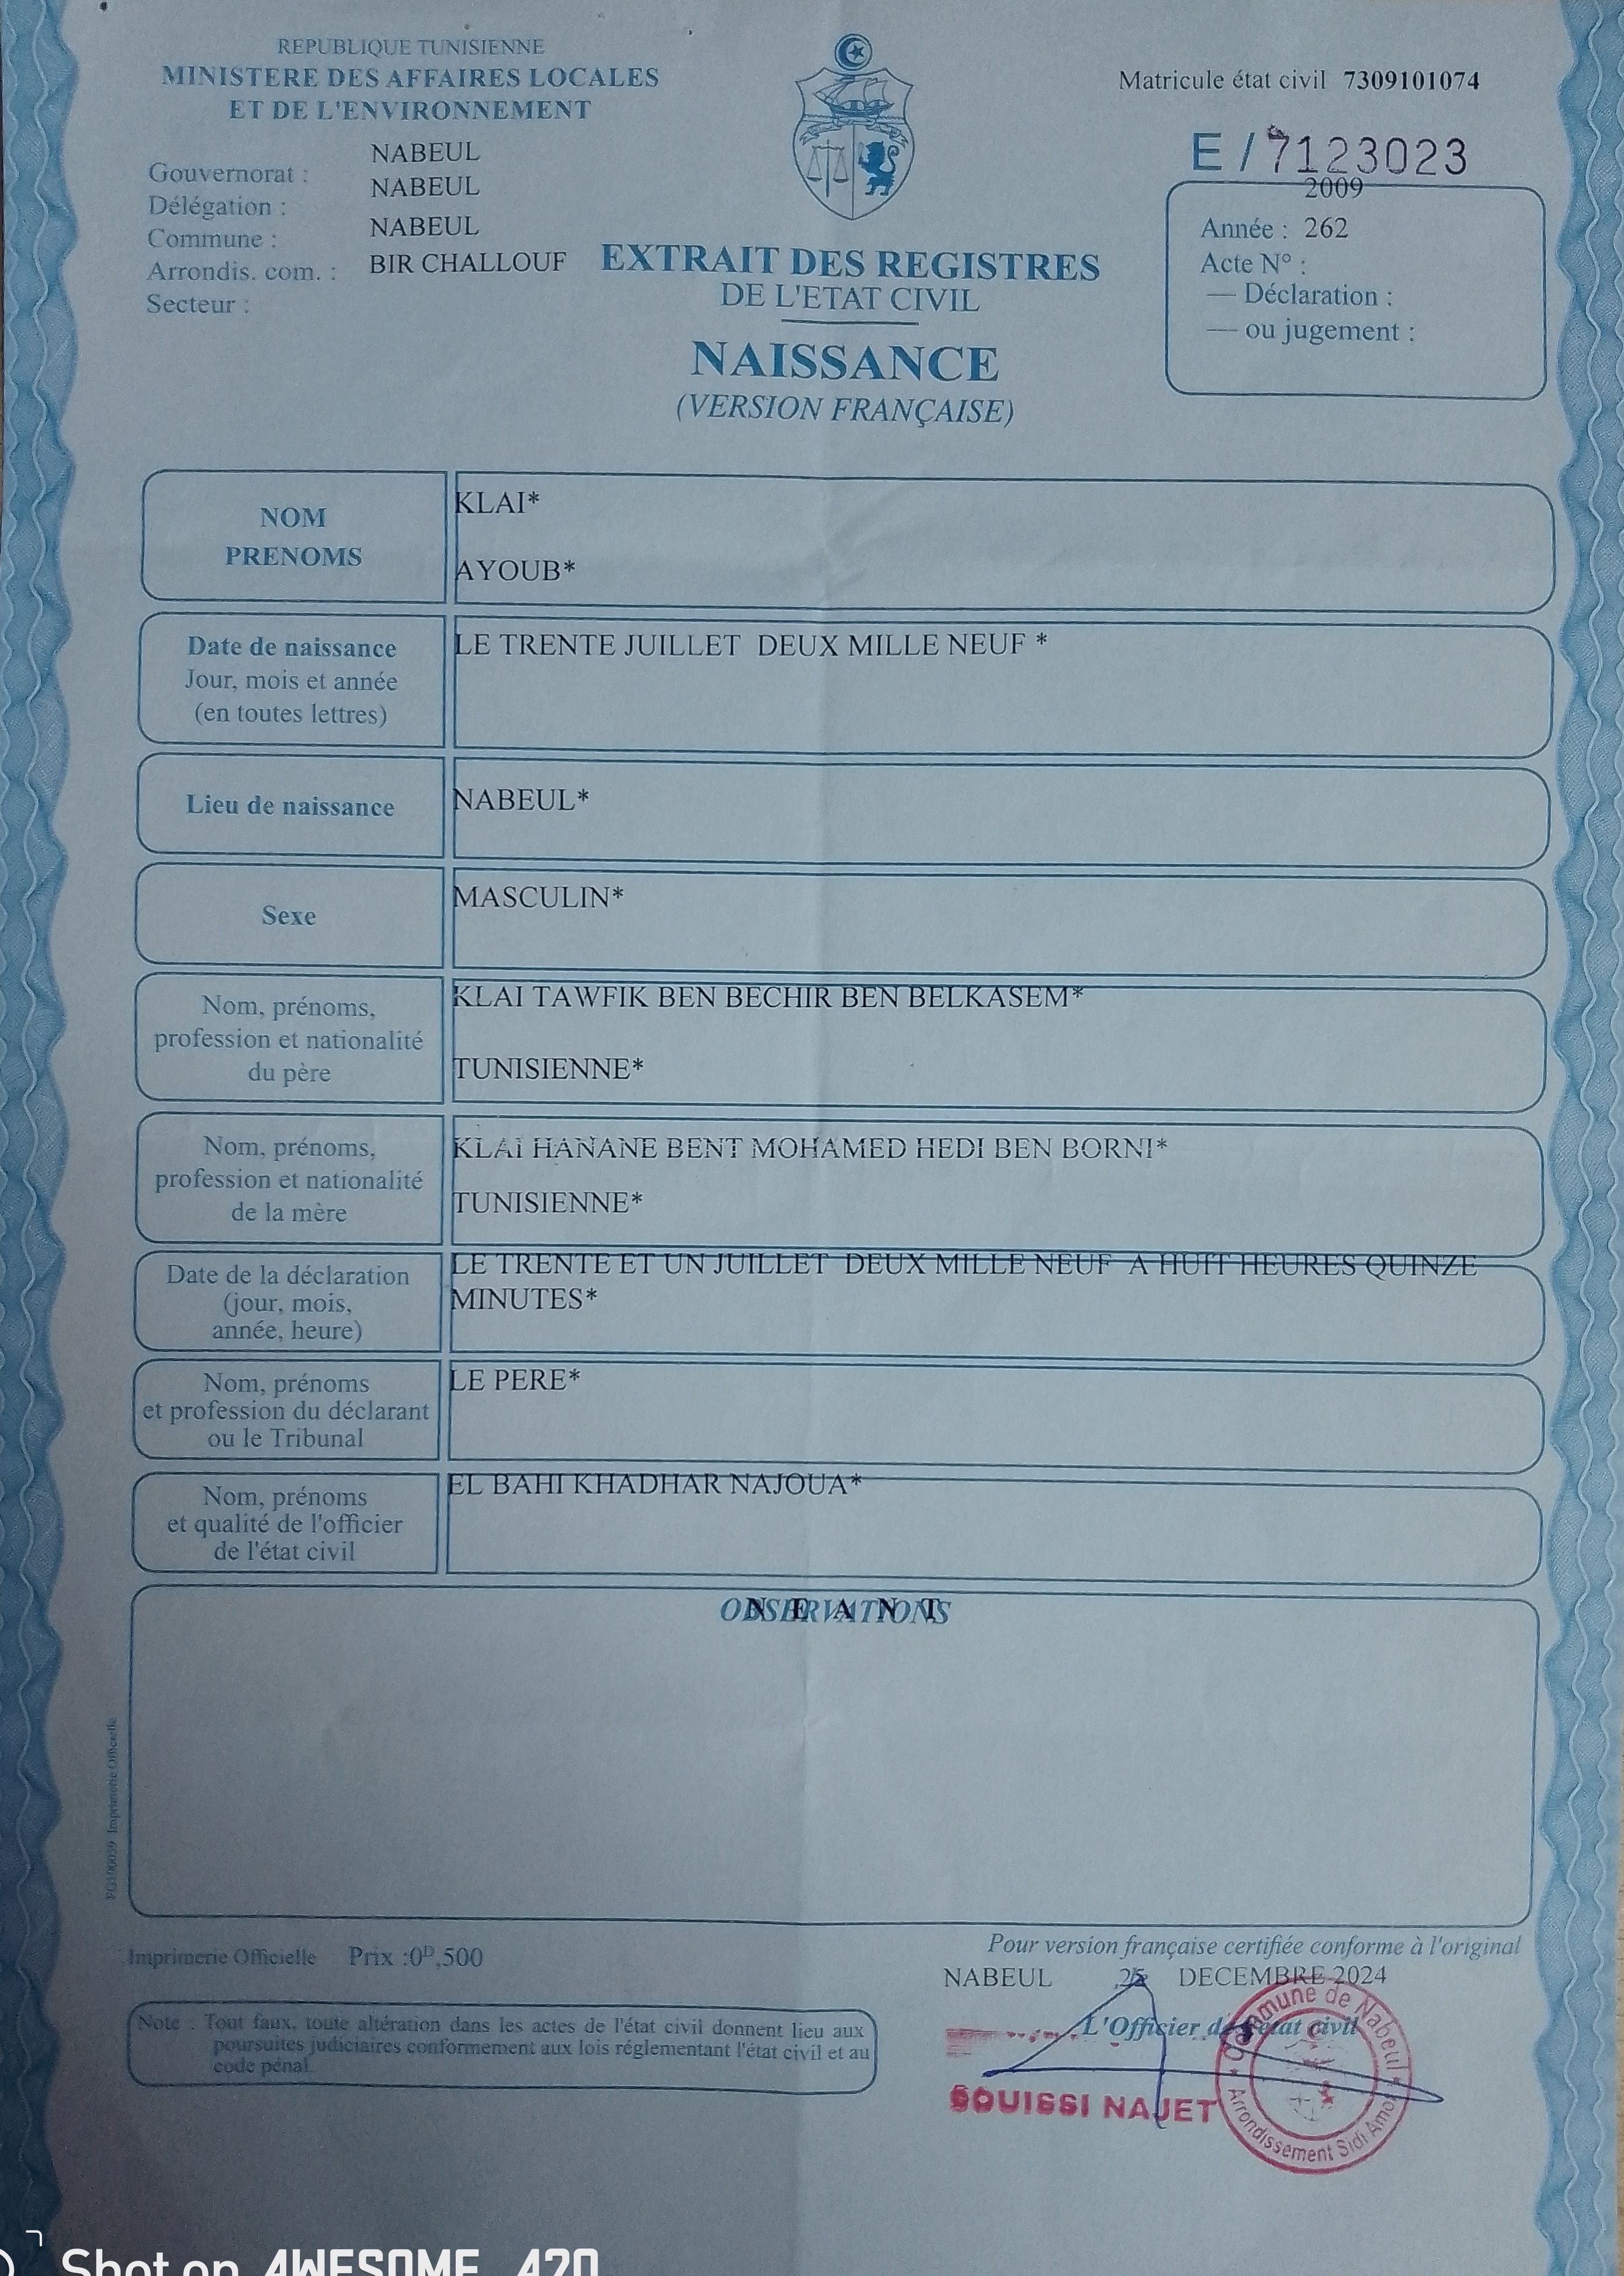 REPUBLIQUE TUNISIENNE
MINISTERE DES AFFAIRES LOCALES
ET DE L'ENVIRONNEMENT
Gouvernorat : NABEUL
Délégation : NABEUL
Commune : NABEUL
Arrondis. com. : BIR CHALLOUF
Secteur :
Matricule état civil 7309101074
E / 7123023
2009
Année : 262
Acte N° :
— Déclaration :
— ou jugement :
EXTRAIT DES REGISTRES
DE L'ETAT CIVIL
NAISSANCE
(VERSION FRANÇAISE)
NOM
PRENOMS
KLAI*
AYOUB*
Date de naissance
Jour, mois et année
(en toutes lettres)
LE TRENTE JUILLET DEUX MILLE NEUF *
Lieu de naissance
NABEUL*
Sexe
MASCULIN*
Nom, prénoms,
profession et nationalité
du père
KLAI TAWFIK BEN BECHIR BEN BELKASEM*
TUNISIENNE*
Nom, prénoms,
profession et nationalité
de la mère
KLAI HANANE BENT MOHAMED HEDI BEN BORNI*
TUNISIENNE*
Date de la déclaration
(jour, mois,
année, heure)
LE TRENTE ET UN JUILLET DEUX MILLE NEUF A HUIT HEURES QUINZE
MINUTES*
Nom, prénoms
et profession du déclarant
ou le Tribunal
LE PERE*
Nom, prénoms
et qualité de l'officier
de l'état civil
EL BAHI KHADHAR NAJOUA*
OBSERVATIONS
N E A N T
Imprimerie Officielle
Imprimerie Officielle Prix :0ᴰ,500
Note : Tout faux, toute altération dans les actes de l'état civil donnent lieu aux
poursuites judiciaires conformement aux lois réglementant l'état civil et au
code pénal.
Pour version française certifiée conforme à l'original
NABEUL DECEMBRE 2024
L'Officier de l'état civil
SOUISSI NAJET
Commune de Nabeul
Arrondissement Sidi Amor
Shot on AWESOME A20